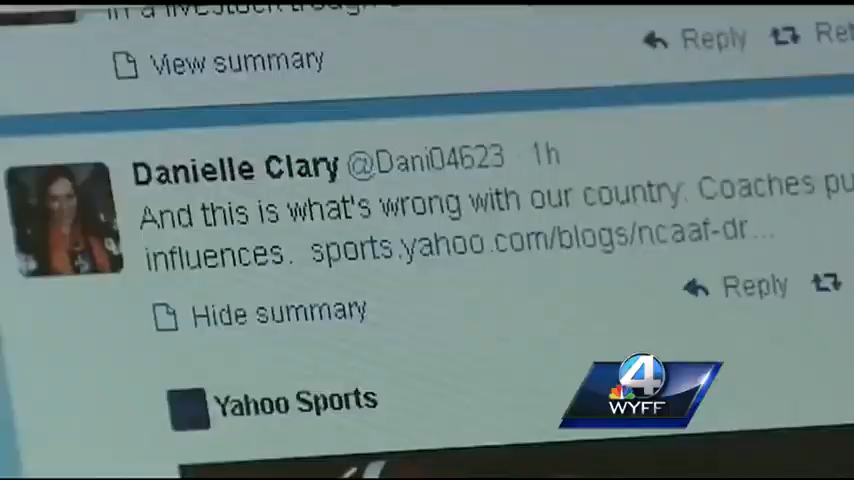 in a livestock trough
View summary
Reply
Ret
Danielle Clary @Dani04623 · 1h
And this is what's wrong with our country. Coaches pu
influences. sports.yahoo.com/blogs/ncaaf-dr...
Reply
Hide summary
Yahoo Sports
4
WYFF